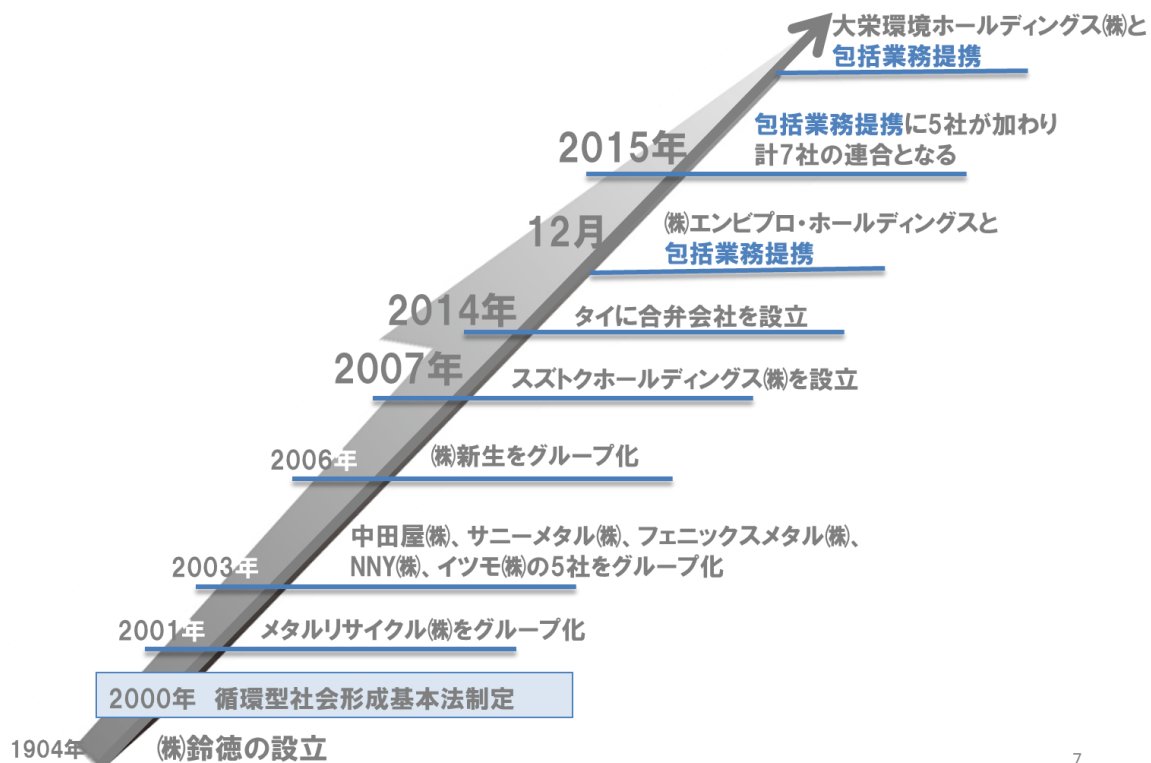 大栄環境ホールディングス㈱と
包括業務提携
2015年
包括業務提携に5社が加わり
計7社の連合となる
12月
㈱エンビプロ・ホールディングスと
包括業務提携
2014年
タイに合弁会社を設立
2007年
スズトクホールディングス㈱を設立
2006年
㈱新生をグループ化
2003年
中田屋㈱、サニーメタル㈱、フェニックスメタル㈱、
NNY㈱、イツモ㈱の5社をグループ化
2001年
メタルリサイクル㈱をグループ化
2000年 循環型社会形成基本法制定
1904年
㈱鈴徳の設立
7